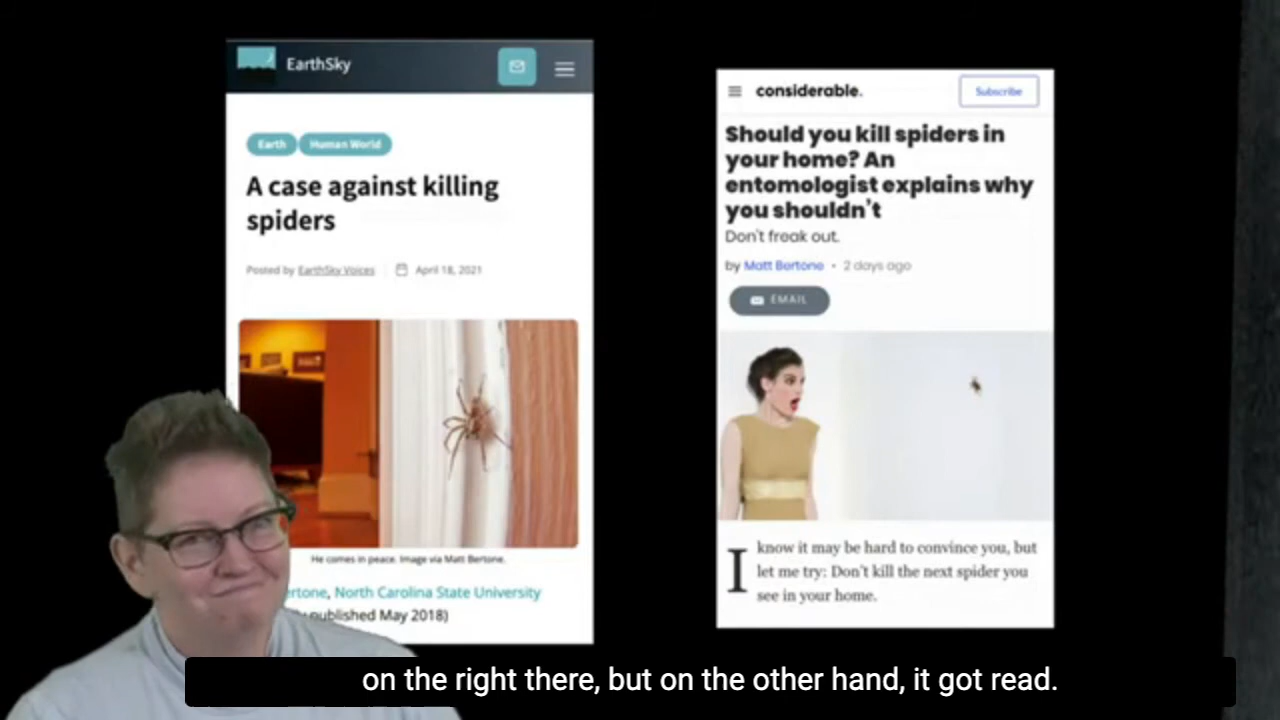 EarthSky
Earth Human World
A case against killing
spiders
Posted by EarthSky Voices April 18, 2021
He comes in peace. Image via Matt Bertone.
North Carolina State University
published May 2018)
considerable.
Subscribe
Should you kill spiders in
your home? An
entomologist explains why
you shouldn't
Don't freak out.
by Matt Bertone • 2 days ago
EMAIL
I know it may be hard to convince you, but
let me try: Don't kill the next spider you
see in your home.
on the right there, but on the other hand, it got read.